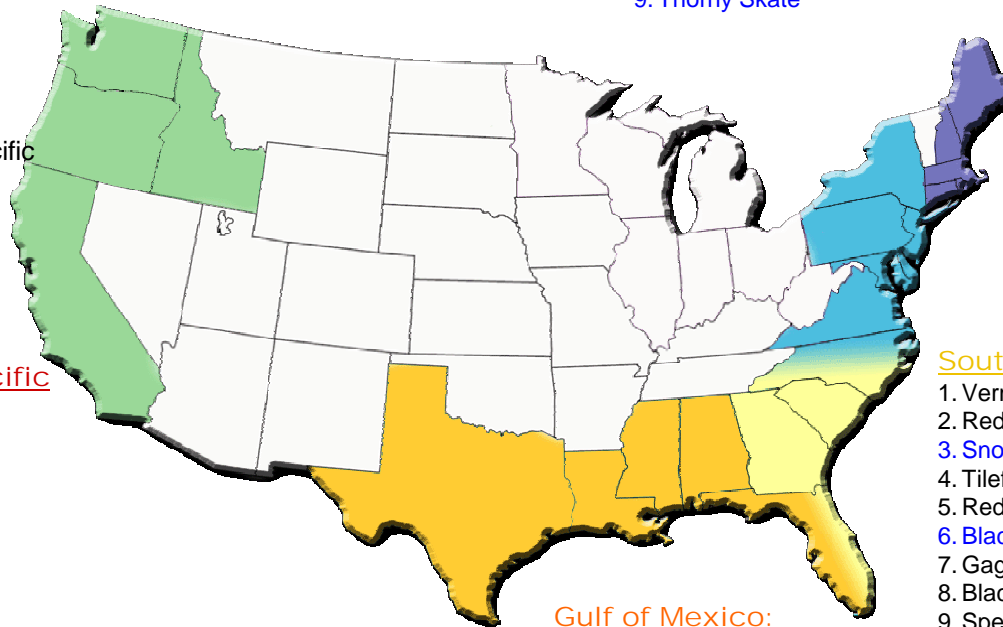 9. Thorny Skate
cific
cific
Sout
1. Verr
2. Red
3. Sno
4. Tilef
5. Red
6. Blac
7. Gag
8. Blac
9. Spe
Gulf of Mexico: